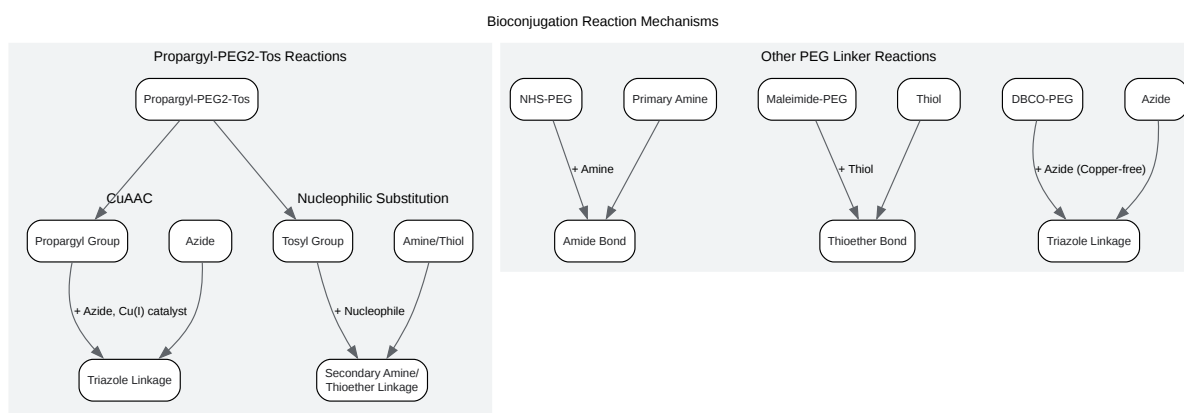 Bioconjugation Reaction Mechanisms
Propargyl-PEG2-Tos Reactions
Propargyl-PEG2-Tos
CuAAC
Nucleophilic Substitution
Propargyl Group
Azide
Tosyl Group
Amine/Thiol
+ Azide, Cu(I) catalyst
+ Nucleophile
Triazole Linkage
Secondary Amine/
Thioether Linkage
Other PEG Linker Reactions
NHS-PEG
Primary Amine
Maleimide-PEG
Thiol
DBCO-PEG
Azide
+ Amine
+ Thiol
+ Azide (Copper-free)
Amide Bond
Thioether Bond
Triazole Linkage